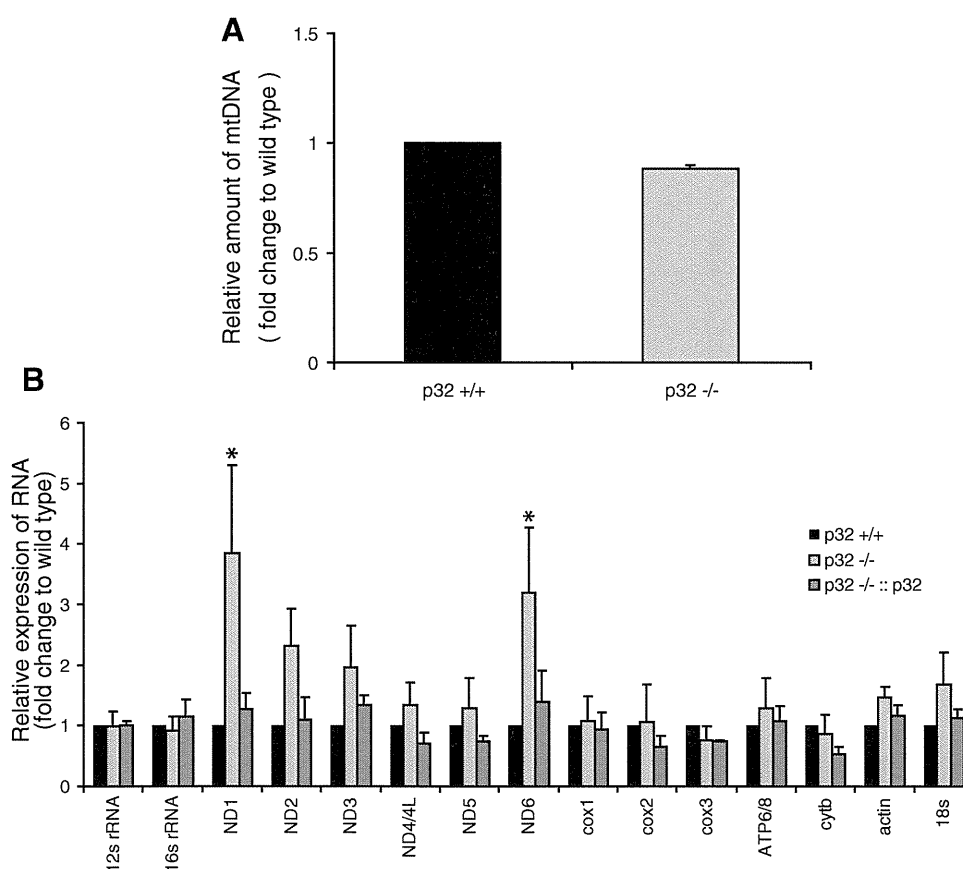 A
Relative amount of mtDNA
( fold change to wild type )
1.5
1
0.5
0
p32 +/+
p32 -/-
B
Relative expression of RNA
(fold change to wild type)
6
5
4
3
2
1
0
*
*
p32 +/+
p32 -/-
p32 -/- :: p32
12s rRNA
16s rRNA
ND1
ND2
ND3
ND4/4L
ND5
ND6
cox1
cox2
cox3
ATP6/8
cytb
actin
18s